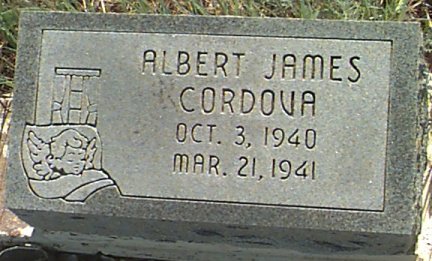 ALBERT JAMES
CORDOVA
OCT. 3, 1940
MAR. 21, 1941